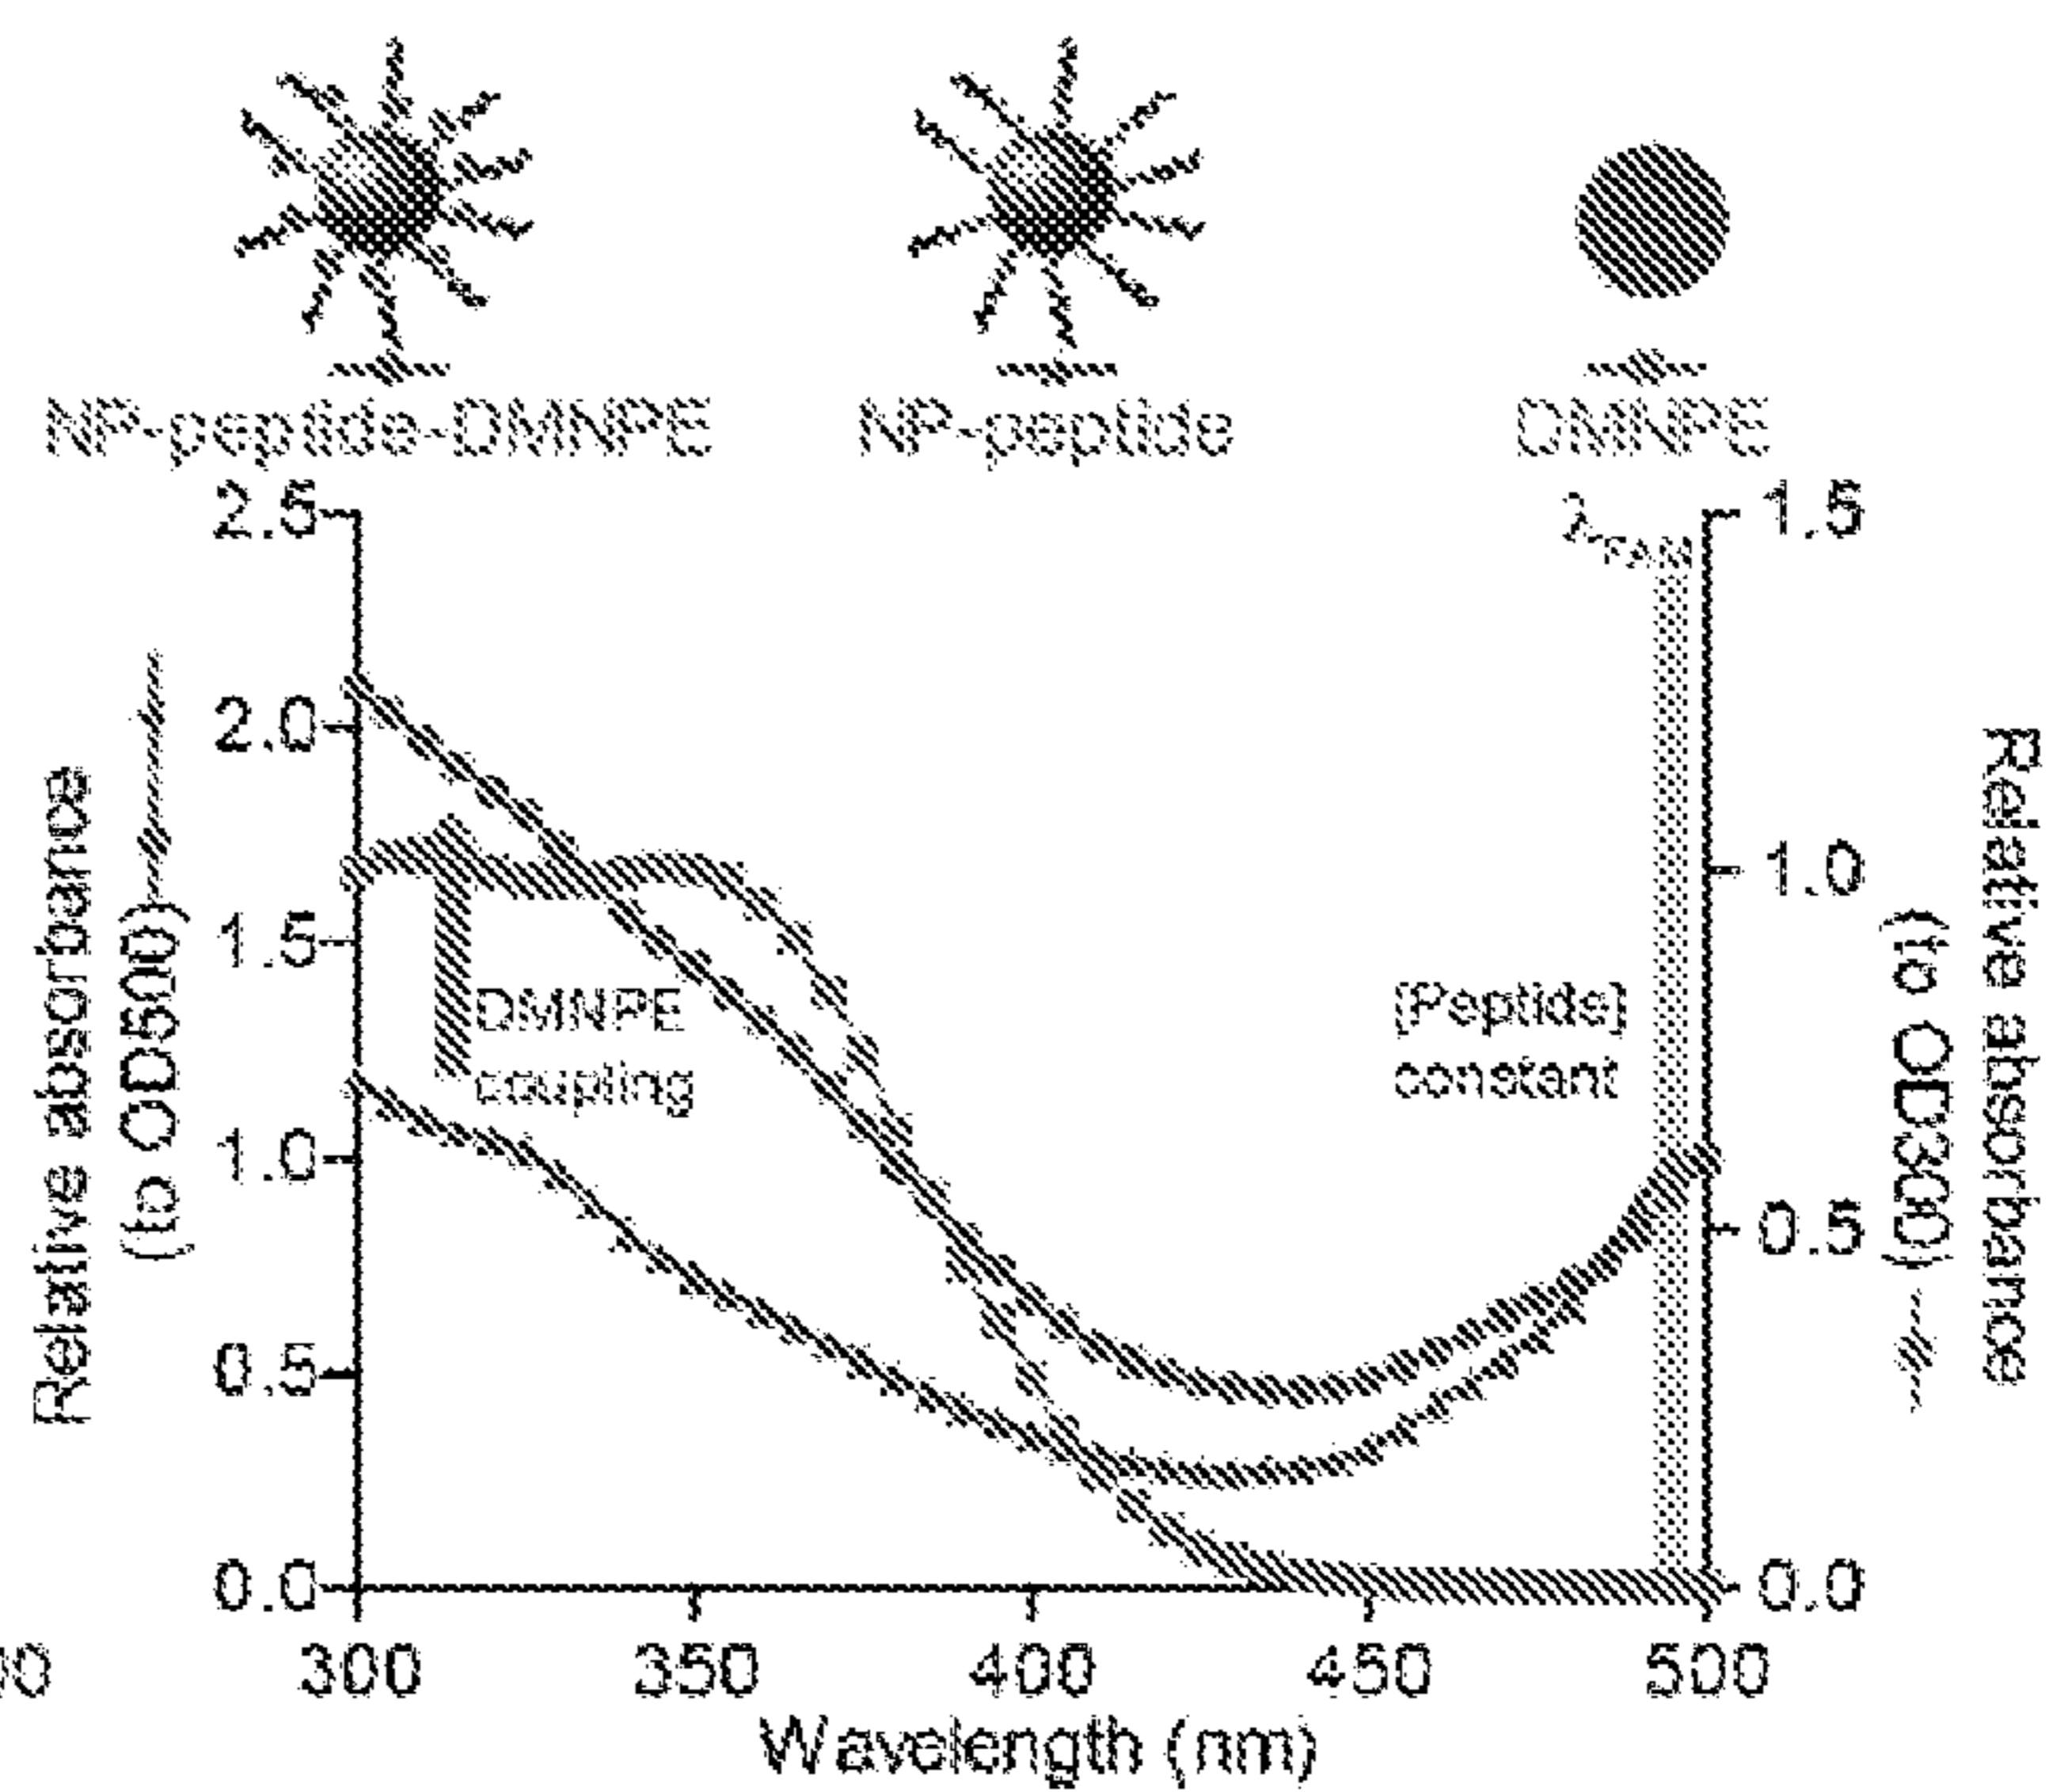 NP-peptide-DMNPE
NP-peptide
DMNPE
2.5
2.0
1.5
1.0
0.5
0.0
Relative absorbance
(to OD500)
λFAM
DMNPE
coupling
[Peptide]
constant
1.5
1.0
0.5
0.0
Relative absorbance
(to OD300)
300
350
400
450
500
Wavelength (nm)